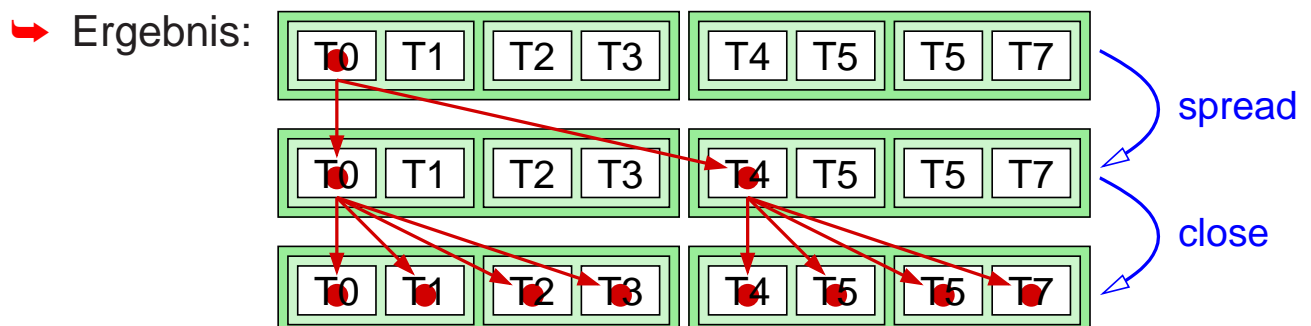 ➥ Ergebnis:
T0 T1 T2 T3 T4 T5 T5 T7
spread
T0 T1 T2 T3 T4 T5 T5 T7
close
T0 T1 T2 T3 T4 T5 T5 T7